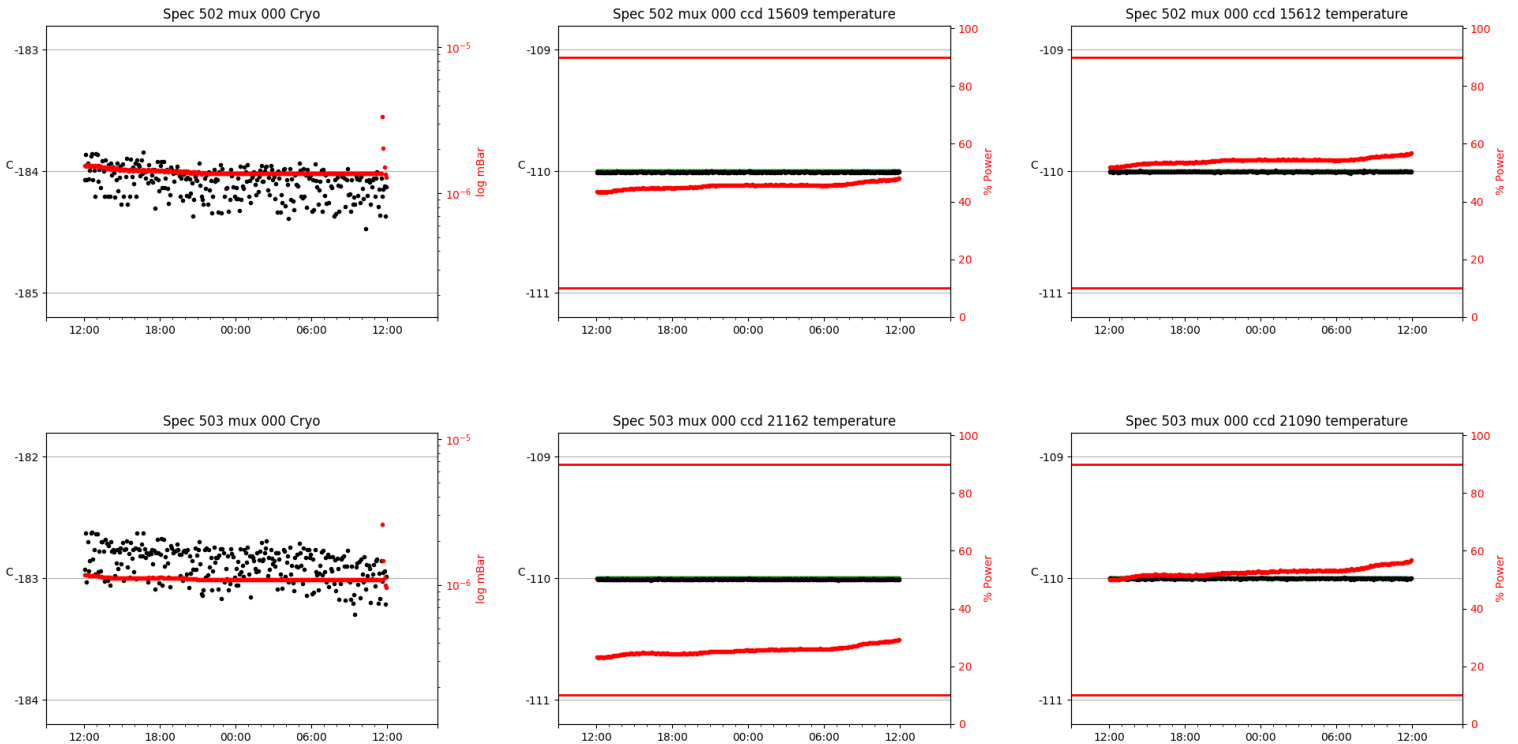 Spec 502 mux 000 Cryo
-183
-184
-185
C
10^-5
10^-6
log mBar
12:00 18:00 00:00 06:00 12:00
Spec 502 mux 000 ccd 15609 temperature
-109
-110
-111
C
100
80
60
40
20
0
% Power
12:00 18:00 00:00 06:00 12:00
Spec 502 mux 000 ccd 15612 temperature
-109
-110
-111
C
100
80
60
40
20
0
% Power
12:00 18:00 00:00 06:00 12:00
Spec 503 mux 000 Cryo
-182
-183
-184
C
10^-5
10^-6
log mBar
12:00 18:00 00:00 06:00 12:00
Spec 503 mux 000 ccd 21162 temperature
-109
-110
-111
C
100
80
60
40
20
0
% Power
12:00 18:00 00:00 06:00 12:00
Spec 503 mux 000 ccd 21090 temperature
-109
-110
-111
C
100
80
60
40
20
0
% Power
12:00 18:00 00:00 06:00 12:00